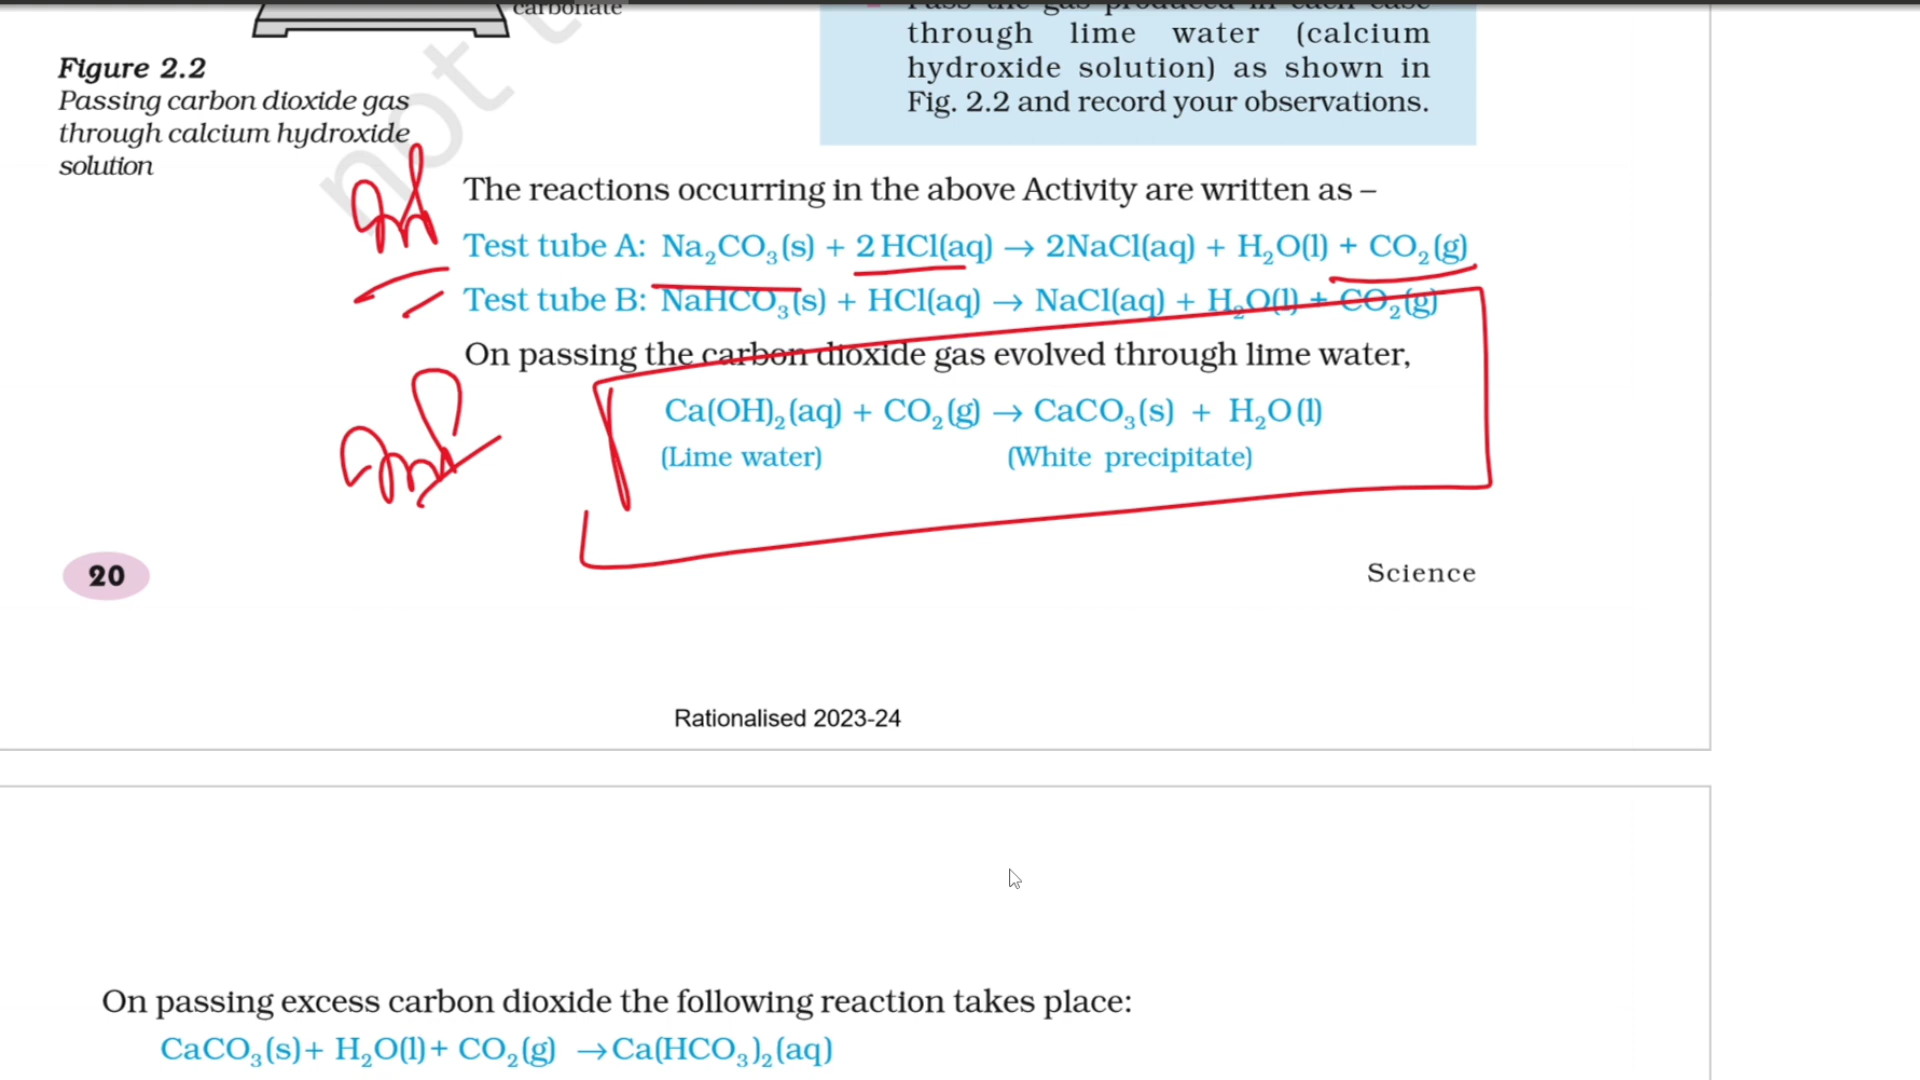 carbonate
through lime water (calcium
hydroxide solution) as shown in
Fig. 2.2 and record your observations.
Figure 2.2
Passing carbon dioxide gas
through calcium hydroxide
solution
not t
The reactions occurring in the above Activity are written as –
Test tube A: Na₂CO₃(s) + 2HCl(aq) → 2NaCl(aq) + H₂O(l) + CO₂(g)
Test tube B: NaHCO₃(s) + HCl(aq) → NaCl(aq) + H₂O(l) + CO₂(g)
On passing the carbon dioxide gas evolved through lime water,
Ca(OH)₂(aq) + CO₂(g) → CaCO₃(s) + H₂O(l)
(Lime water) (White precipitate)
20
Science
Rationalised 2023-24
On passing excess carbon dioxide the following reaction takes place:
CaCO₃(s)+ H₂O(l)+ CO₂(g) →Ca(HCO₃)₂(aq)